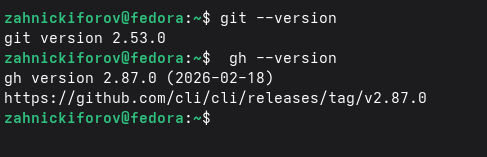 zahnickiforov@fedora:~$ git --version
git version 2.53.0
zahnickiforov@fedora:~$  gh --version
gh version 2.87.0 (2026-02-18)
https://github.com/cli/cli/releases/tag/v2.87.0
zahnickiforov@fedora:~$